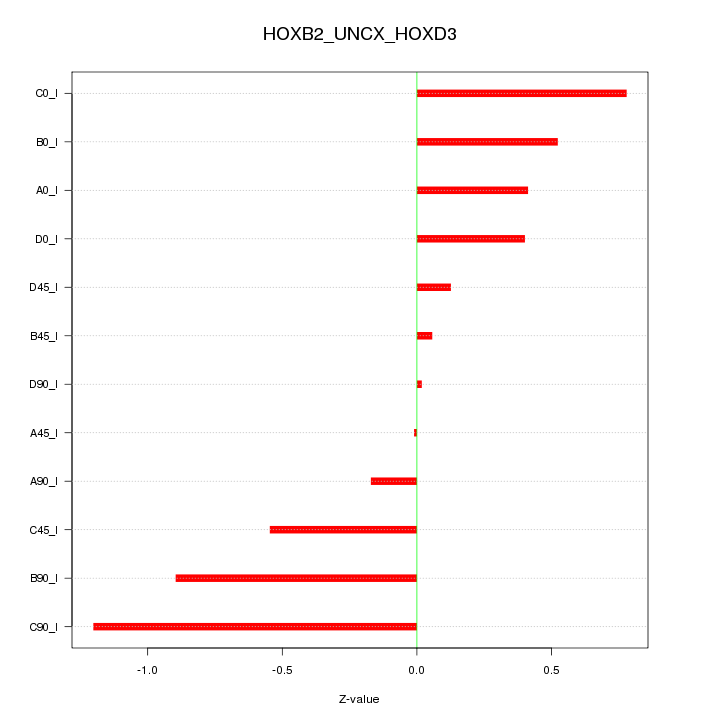 HOXB2_UNCX_HOXD3
C0_I
B0_I
A0_I
D0_I
D45_I
B45_I
D90_I
A45_I
A90_I
C45_I
B90_I
C90_I
-1.0 -0.5 0.0 0.5
Z-value